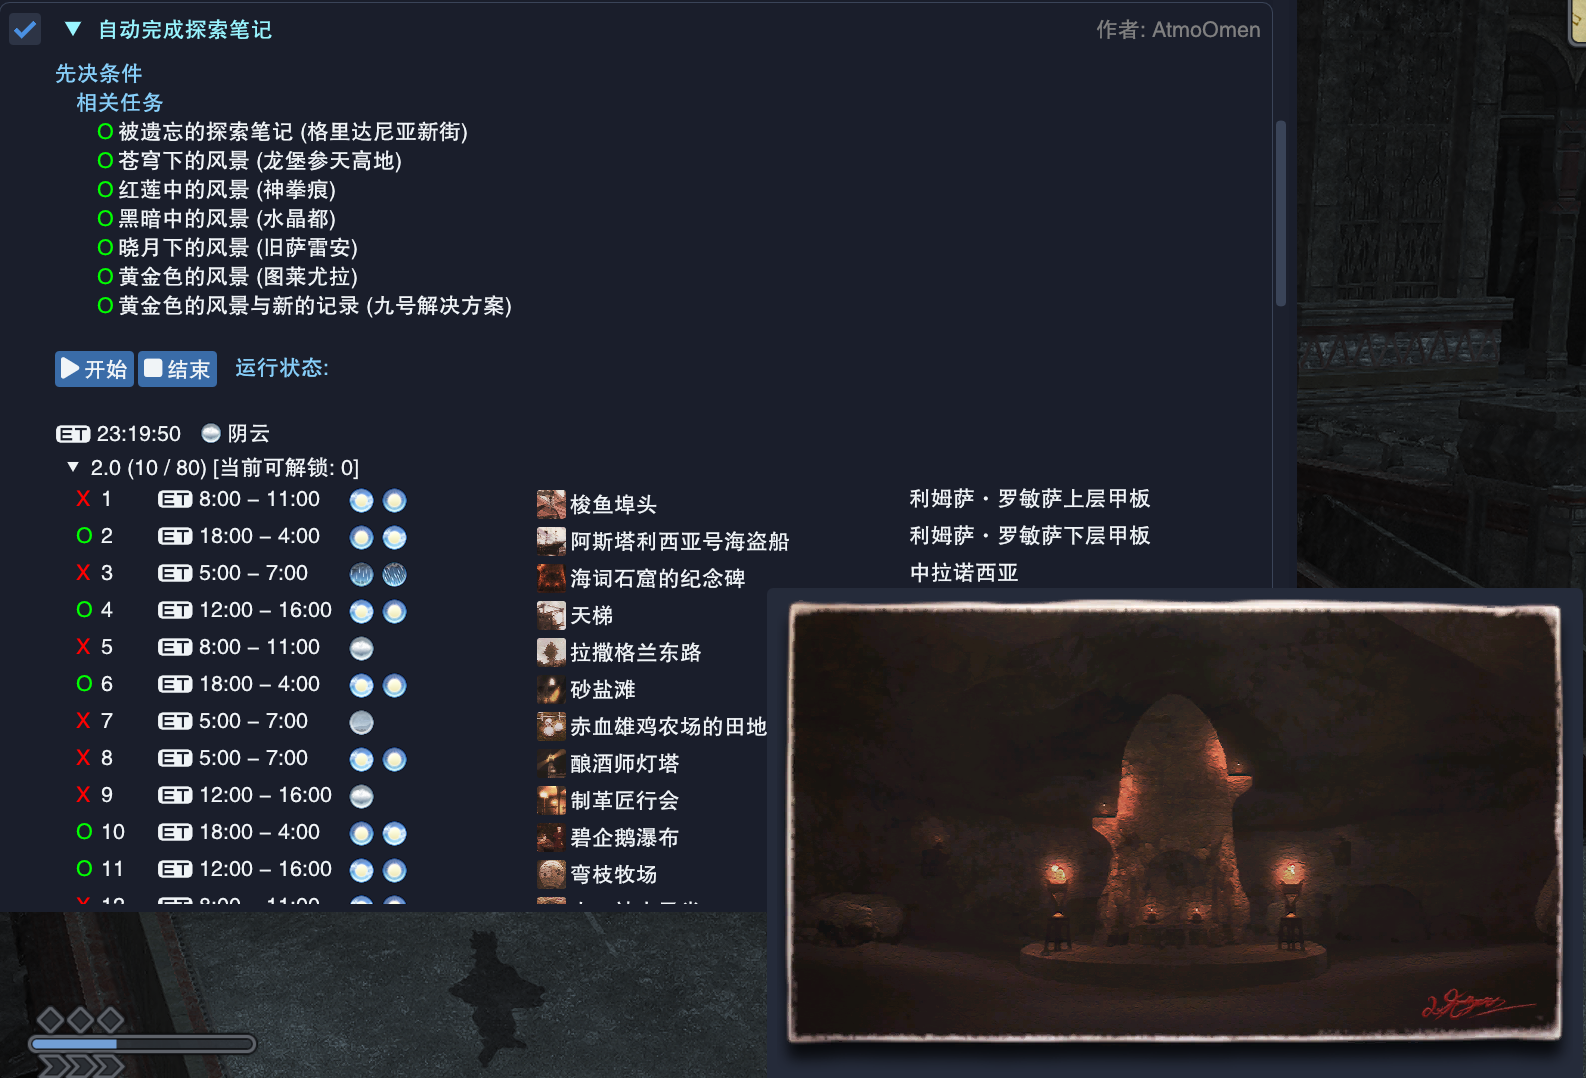 ▼ 自动完成探索笔记 作者: AtmoOmen
先决条件
相关任务
O 被遗忘的探索笔记 (格里达尼亚新街)
O 苍穹下的风景 (龙堡参天高地)
O 红莲中的风景 (神拳痕)
O 黑暗中的风景 (水晶都)
O 晓月下的风景 (旧萨雷安)
O 黄金色的风景 (图莱尤拉)
O 黄金色的风景与新的记录 (九号解决方案)
开始 结束 运行状态:
ET 23:19:50 阴云
▼ 2.0 (10 / 80) [当前可解锁: 0]
X 1 ET 8:00 – 11:00 梭鱼埠头 利姆萨・罗敏萨上层甲板
O 2 ET 18:00 – 4:00 阿斯塔利西亚号海盗船 利姆萨・罗敏萨下层甲板
X 3 ET 5:00 – 7:00 海词石窟的纪念碑 中拉诺西亚
O 4 ET 12:00 – 16:00 天梯
X 5 ET 8:00 – 11:00 拉撒格兰东路
O 6 ET 18:00 – 4:00 砂盐滩
X 7 ET 5:00 – 7:00 赤血雄鸡农场的田地
X 8 ET 5:00 – 7:00 酿酒师灯塔
X 9 ET 12:00 – 16:00 制革匠行会
O 10 ET 18:00 – 4:00 碧企鹅瀑布
O 11 ET 12:00 – 16:00 弯枝牧场
X 12 ET 8:00 – 11:00